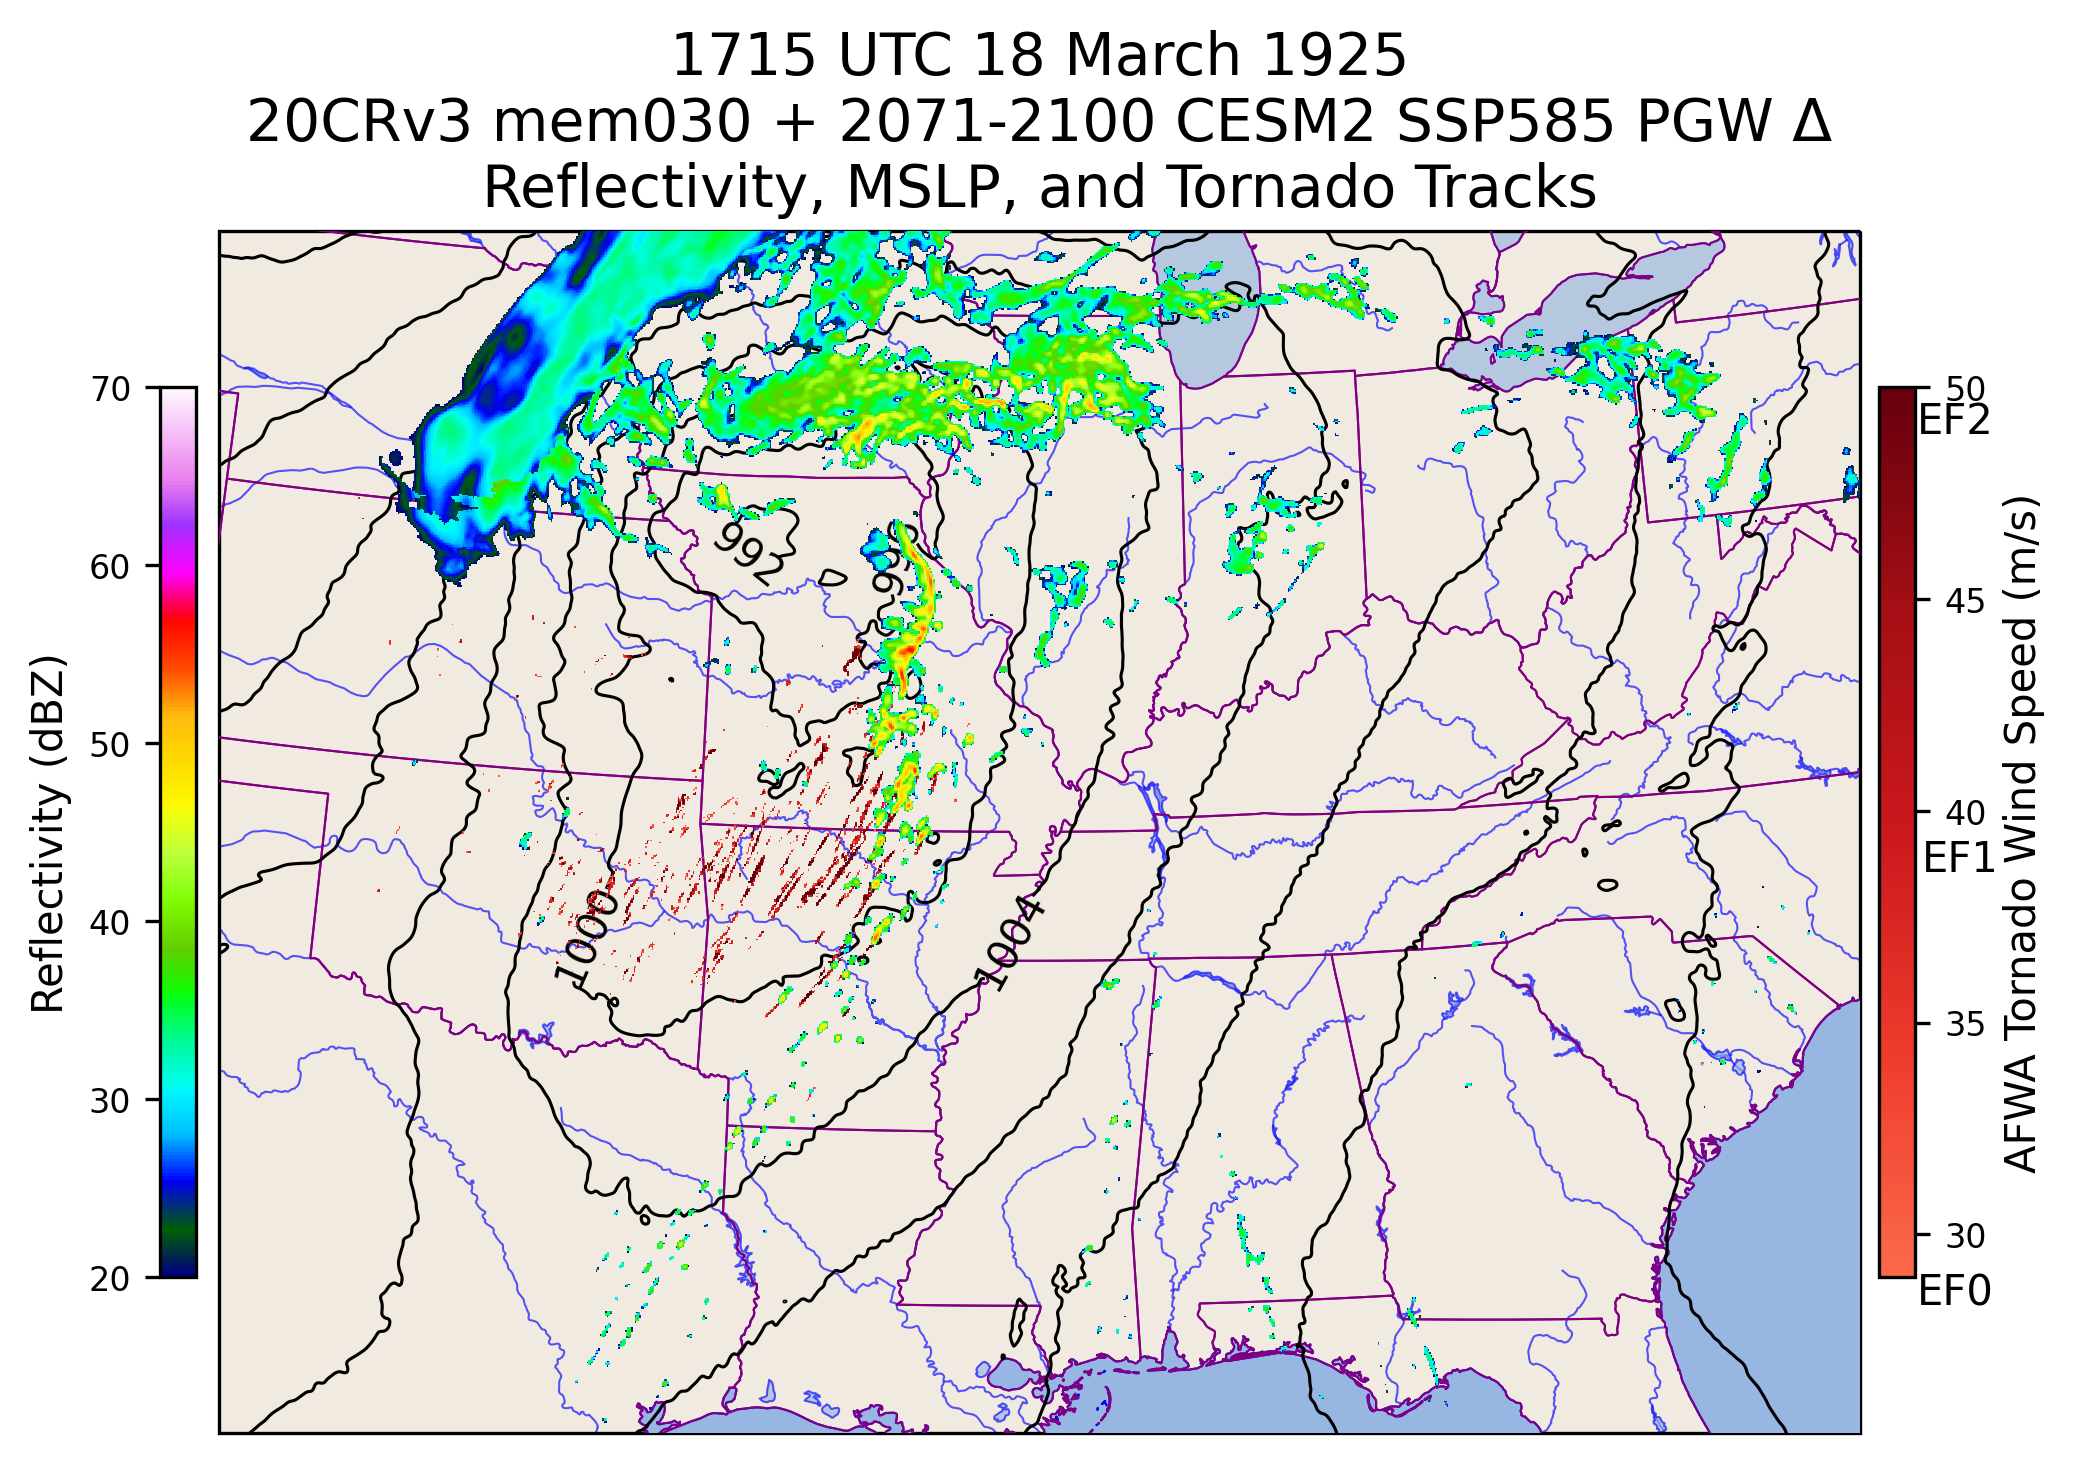 1715 UTC 18 March 1925
20CRv3 mem030 + 2071-2100 CESM2 SSP585 PGW Δ
Reflectivity, MSLP, and Tornado Tracks
Reflectivity (dBZ)
70
60
50
40
30
20
992
1000
1004
50
EF2
45
40
EF1
35
30
EF0
AFWA Tornado Wind Speed (m/s)